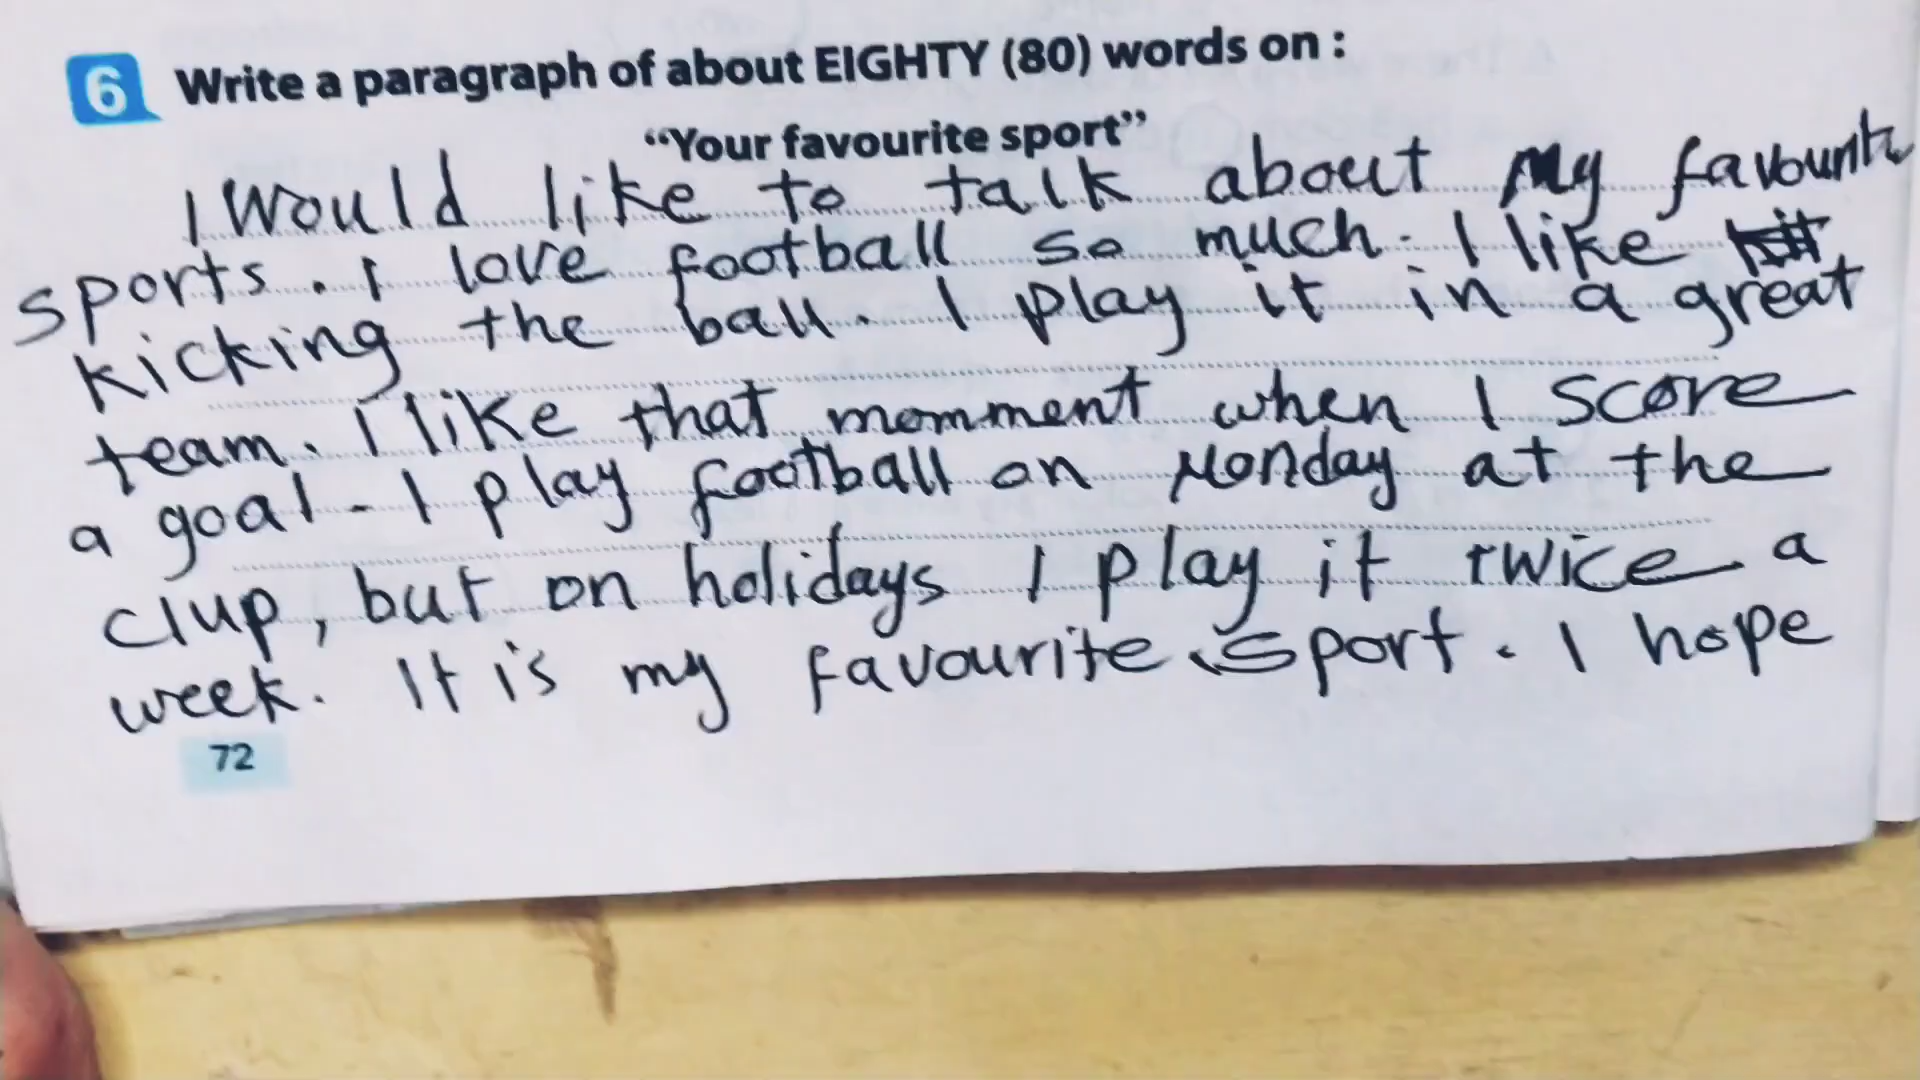 6 Write a paragraph of about EIGHTY (80) words on :
“Your favourite sport”
I would like to talk about my favourite
sports. I love football so much. I like
kicking the ball. I play it in a great
team. I like that momment when I score
a goal. I play football on Monday at the
clup, but on holidays I play it twice a
week. It is my favourite sport. I hope
72